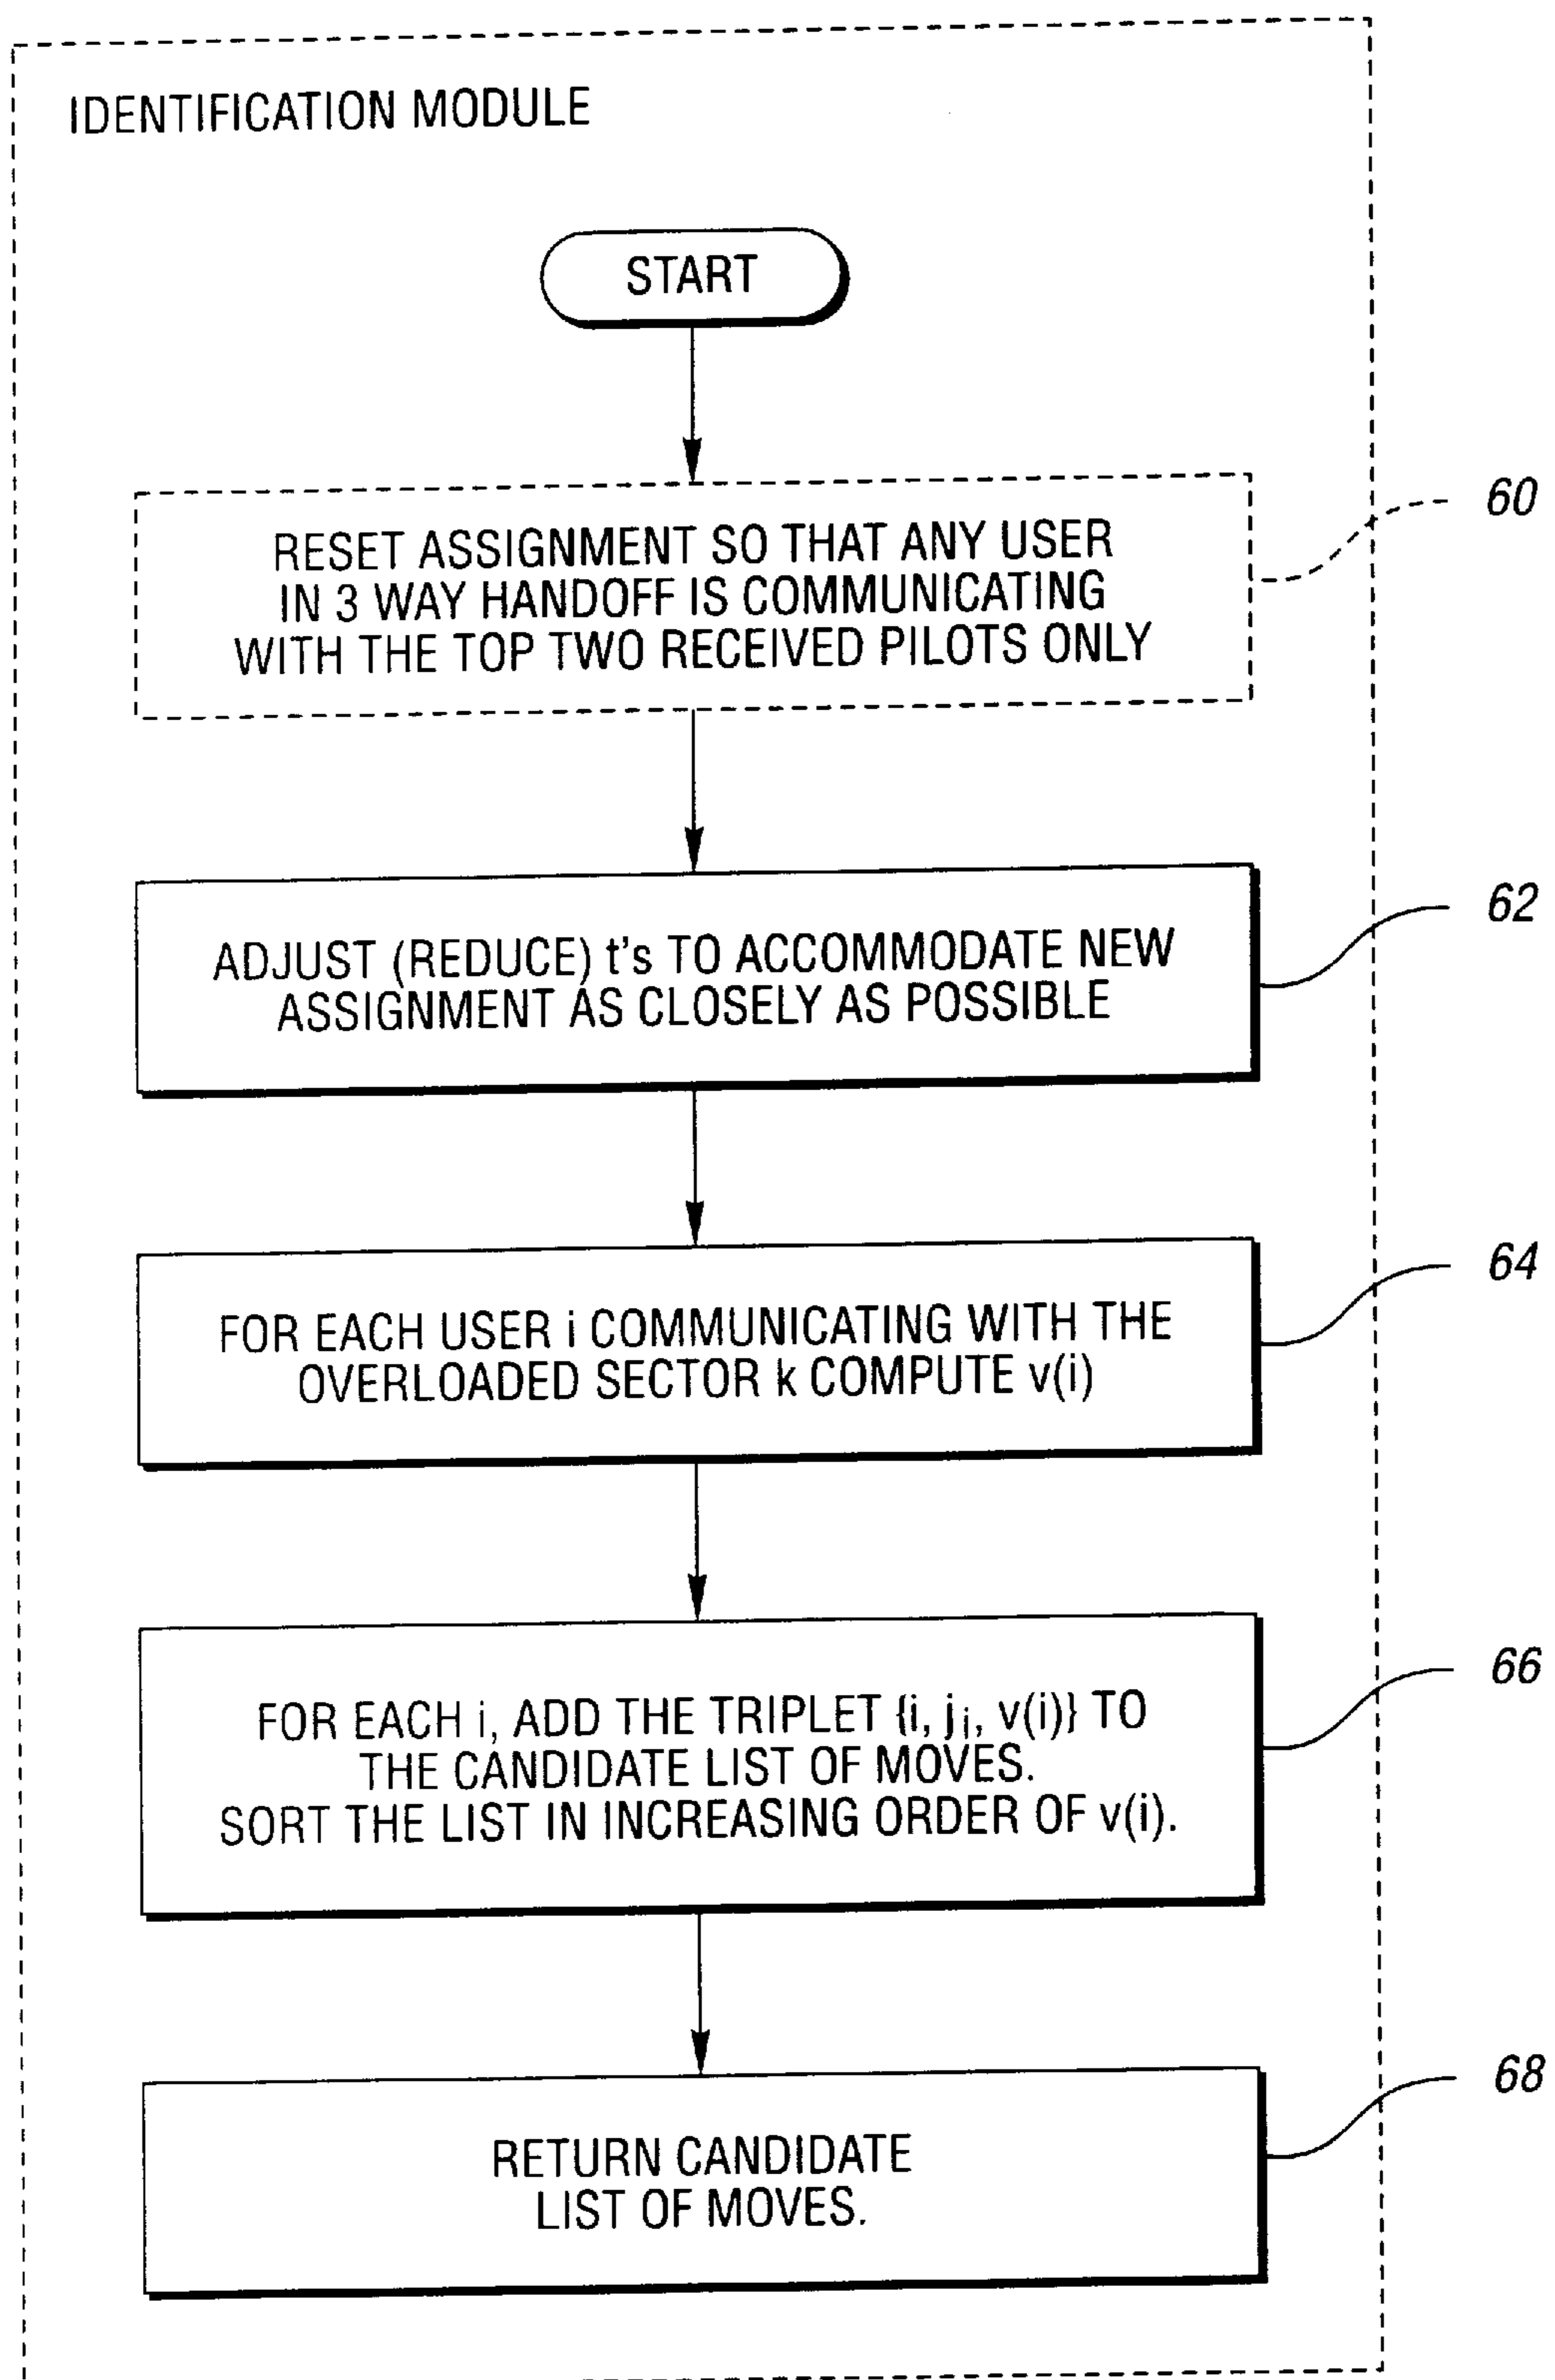 IDENTIFICATION MODULE
START
RESET ASSIGNMENT SO THAT ANY USER
IN 3 WAY HANDOFF IS COMMUNICATING
WITH THE TOP TWO RECEIVED PILOTS ONLY
60
ADJUST (REDUCE) t's TO ACCOMMODATE NEW
ASSIGNMENT AS CLOSELY AS POSSIBLE
62
FOR EACH USER i COMMUNICATING WITH THE
OVERLOADED SECTOR k COMPUTE v(i)
64
FOR EACH i, ADD THE TRIPLET {i, j i, v(i)} TO
THE CANDIDATE LIST OF MOVES.
SORT THE LIST IN INCREASING ORDER OF v(i).
66
RETURN CANDIDATE
LIST OF MOVES.
68